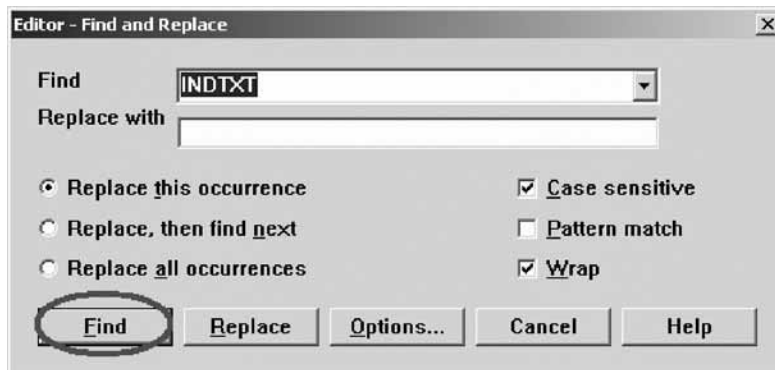 Editor - Find and Replace
Find INDTXT
Replace with
Replace this occurrence Case sensitive
Replace, then find next Pattern match
Replace all occurrences Wrap
Find Replace Options... Cancel Help